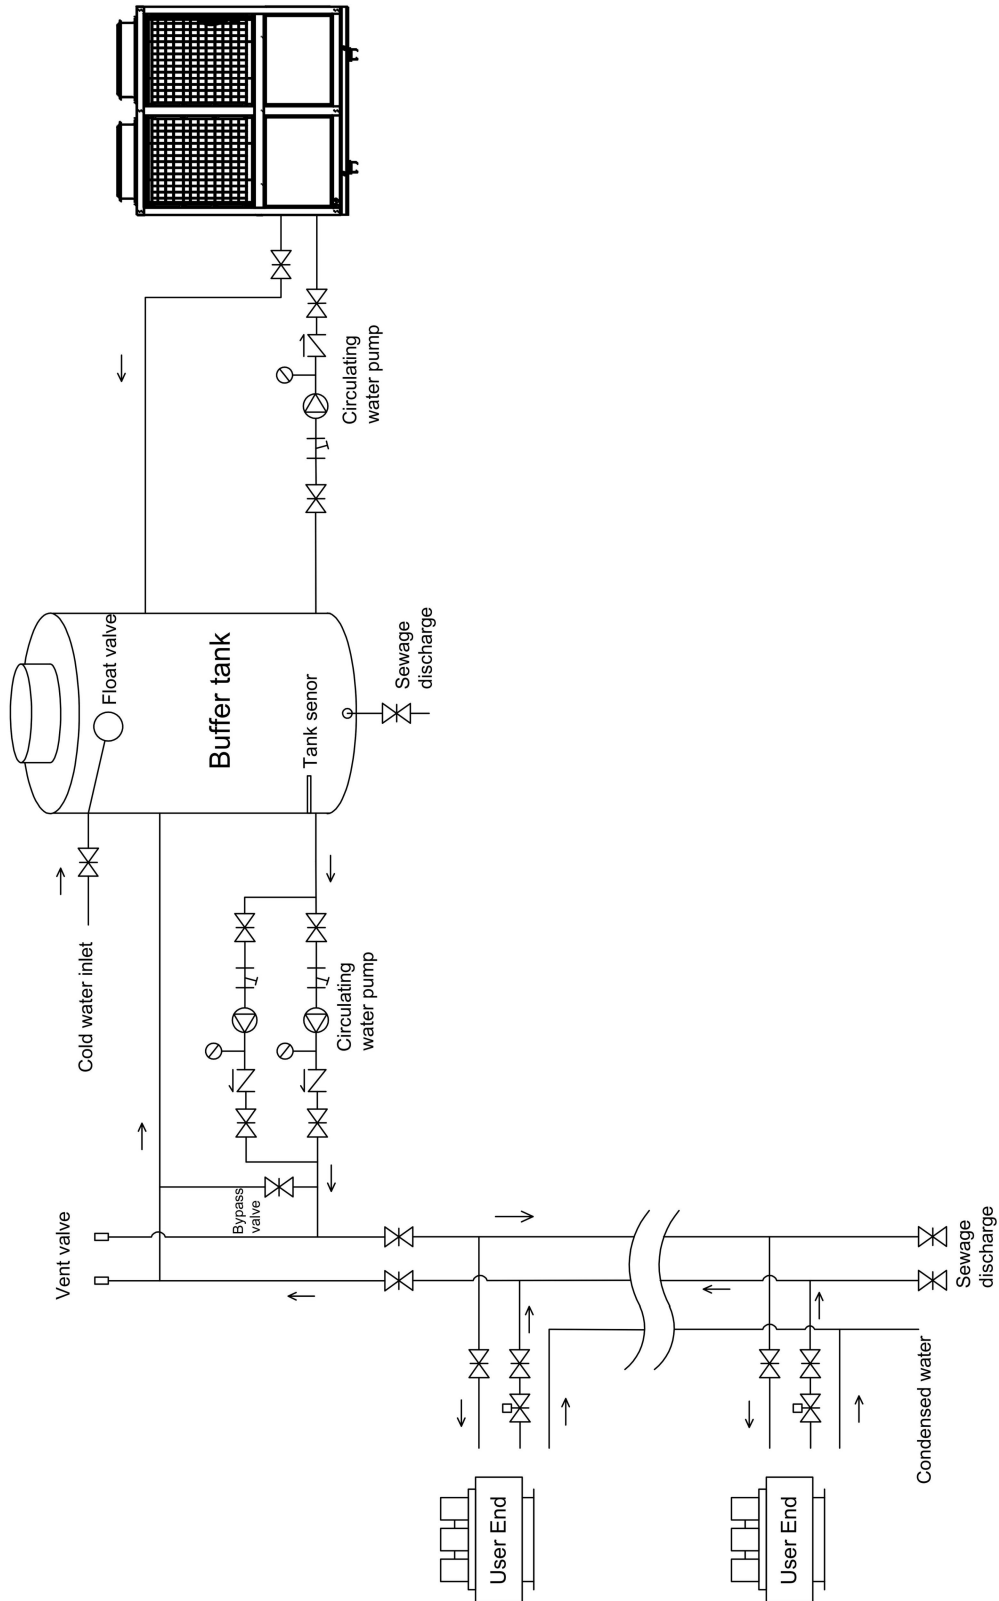 Circulating
water pump
Float valve
Buffer tank
Tank senor
Sewage
discharge
Cold water inlet
Circulating
water pump
Bypass
valve
Vent valve
Sewage
discharge
Condensed water
User End
User End